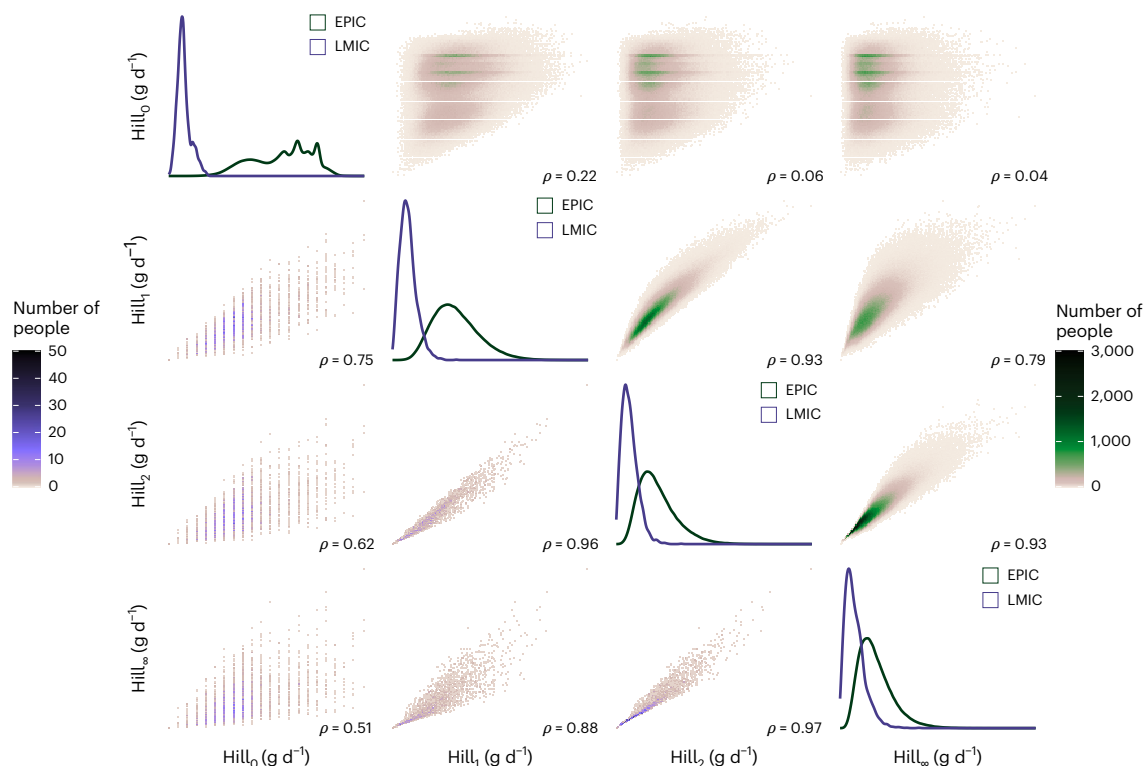 EPIC
LMIC
Hill₀ (g d⁻¹)
ρ = 0.22
ρ = 0.06
ρ = 0.04
EPIC
LMIC
Hill₁ (g d⁻¹)
ρ = 0.75
ρ = 0.93
ρ = 0.79
Number of
people
50
40
30
20
10
0
Number of
people
3,000
2,000
1,000
0
EPIC
LMIC
Hill₂ (g d⁻¹)
ρ = 0.62
ρ = 0.96
ρ = 0.93
EPIC
LMIC
Hill∞ (g d⁻¹)
ρ = 0.51
ρ = 0.88
ρ = 0.97
Hill₀ (g d⁻¹)
Hill₁ (g d⁻¹)
Hill₂ (g d⁻¹)
Hill∞ (g d⁻¹)